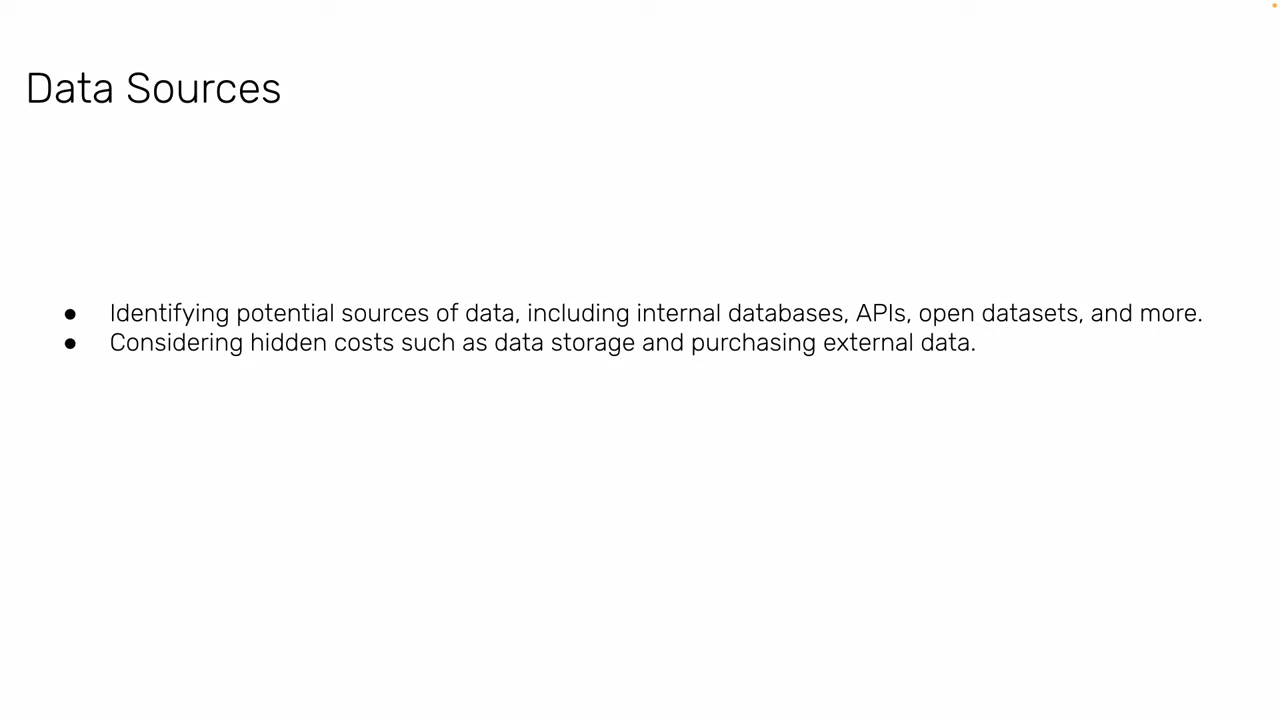 Data Sources
● Identifying potential sources of data, including internal databases, APIs, open datasets, and more.
● Considering hidden costs such as data storage and purchasing external data.